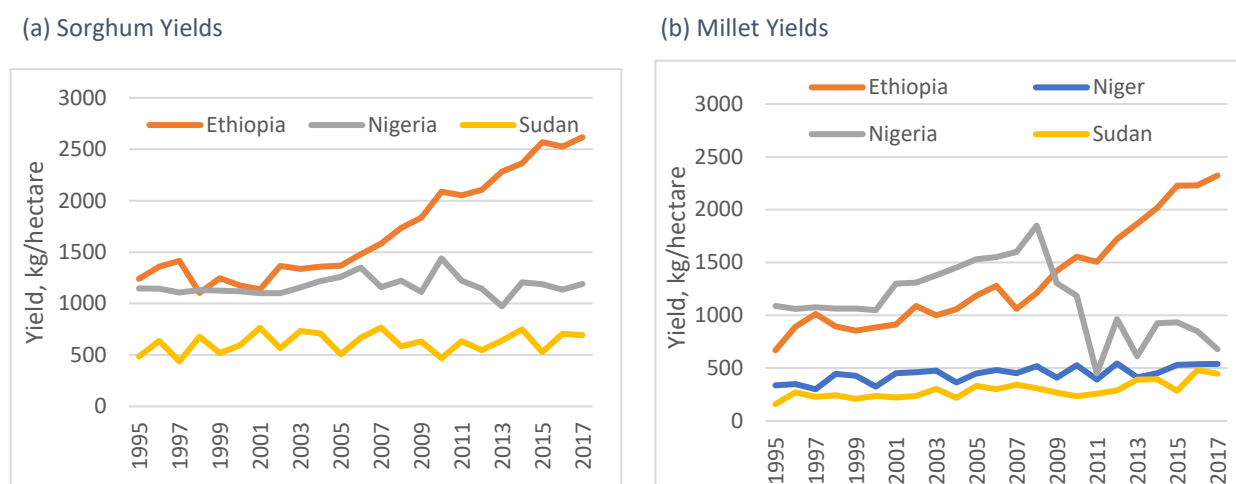 (a) Sorghum Yields
Yield, kg/hectare
3000
2500
2000
1500
1000
500
0
Ethiopia Nigeria Sudan
1995 1997 1999 2001 2003 2005 2007 2009 2011 2013 2015 2017
(b) Millet Yields
Yield, kg/hectare
3000
2500
2000
1500
1000
500
0
Ethiopia Niger
Nigeria Sudan
1995 1997 1999 2001 2003 2005 2007 2009 2011 2013 2015 2017